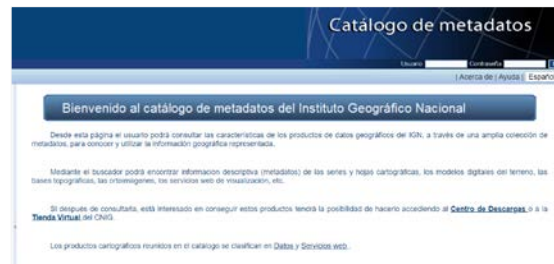 Catálogo de metadatos
Usuario Contraseña
| Acerca de | Ayuda | Español
Bienvenido al catálogo de metadatos del Instituto Geográfico Nacional
Desde esta página el usuario podrá consultar las características de los productos de datos geográficos del IGN, a través de una amplia colección de
metadatos, para conocer y utilizar la información geográfica representada.
Mediante el buscador podrá encontrar información descriptiva (metadatos) de las series y hojas cartográficas, los modelos digitales del terreno, las
bases topográficas, las ortoimágenes, los servicios web de visualización, etc.
Si después de consultarla, está interesado en conseguir estos productos tendrá la posibilidad de hacerlo accediendo al Centro de Descargas o a la
Tienda Virtual del CNIG.
Los productos cartográficos reunidos en el catálogo se clasifican en Datos y Servicios web.